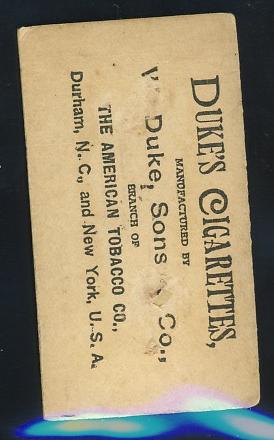 DUKE'S CIGARETTES,
MANUFACTURED BY
Duke, Sons Co.,
BRANCH OF
THE AMERICAN TOBACCO CO.,
Durham, N. C., and New York, U. S. A.